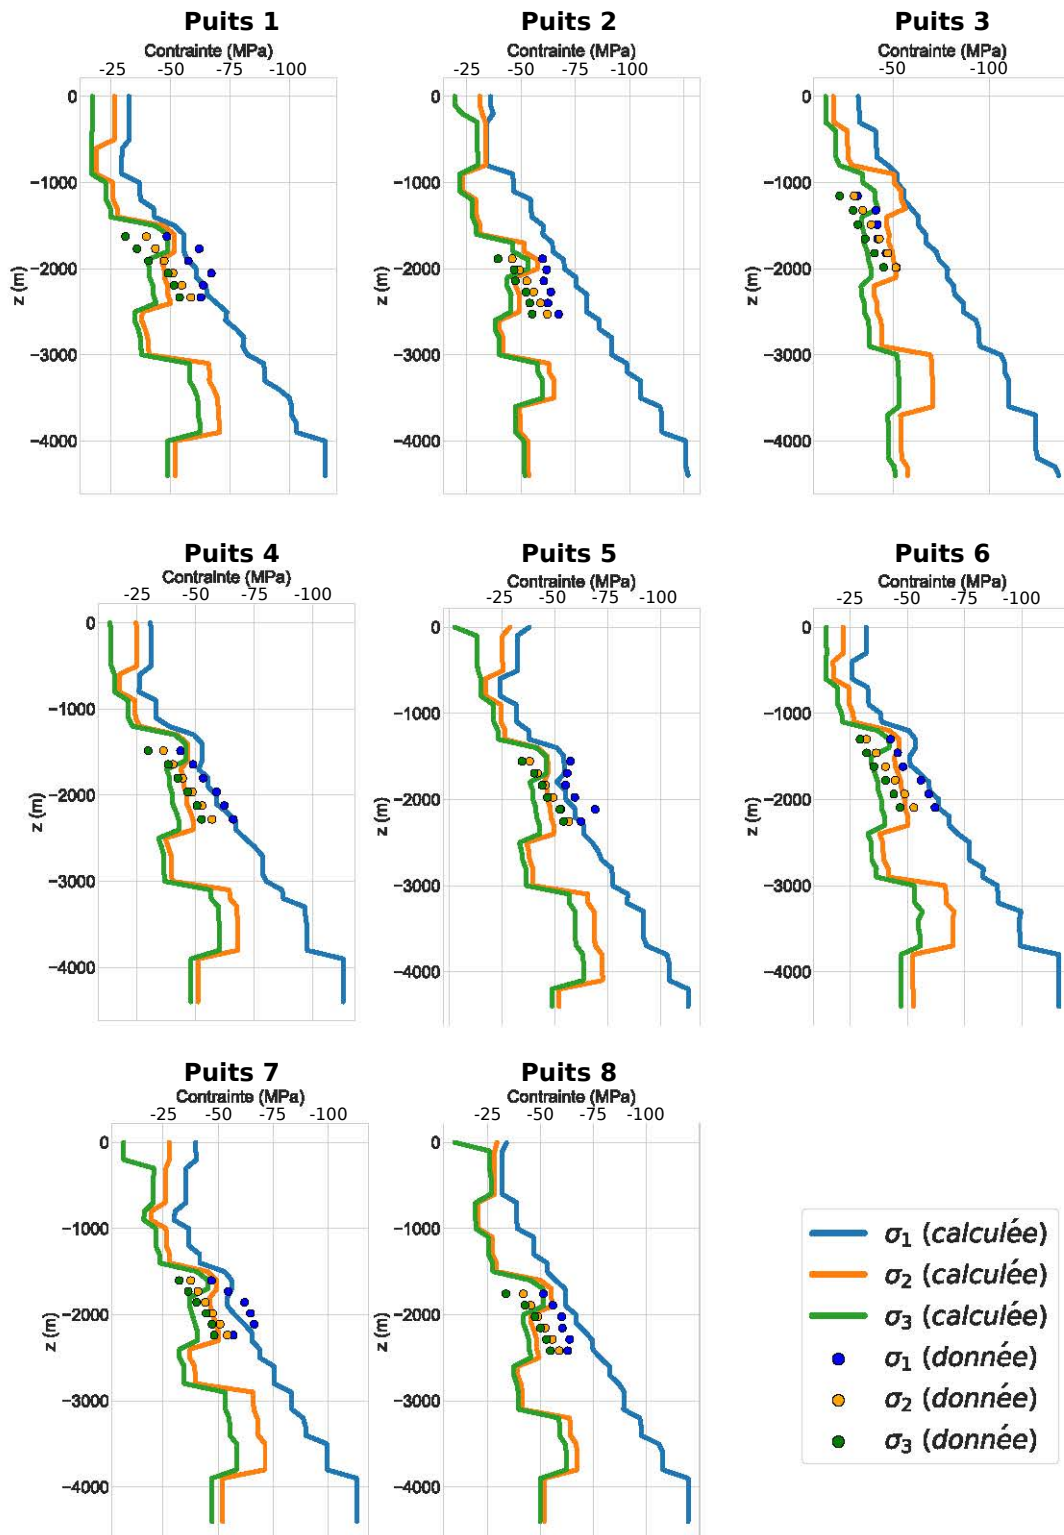 Puits 1
Contrainte (MPa)
-25 -50 -75 -100
0
−1000
−2000
−3000
−4000
z (m)
Puits 2
Contrainte (MPa)
-25 -50 -75 -100
0
−1000
−2000
−3000
−4000
z (m)
Puits 3
Contrainte (MPa)
-50 -100
0
−1000
−2000
−3000
−4000
z (m)
Puits 4
Contrainte (MPa)
-25 -50 -75 -100
0
−1000
−2000
−3000
−4000
z (m)
Puits 5
Contrainte (MPa)
-25 -50 -75 -100
0
−1000
−2000
−3000
−4000
z (m)
Puits 6
Contrainte (MPa)
-25 -50 -75 -100
0
−1000
−2000
−3000
−4000
z (m)
Puits 7
Contrainte (MPa)
-25 -50 -75 -100
0
−1000
−2000
−3000
−4000
z (m)
Puits 8
Contrainte (MPa)
-25 -50 -75 -100
0
−1000
−2000
−3000
−4000
z (m)
σ1 (calculée)
σ2 (calculée)
σ3 (calculée)
σ1 (donnée)
σ2 (donnée)
σ3 (donnée)